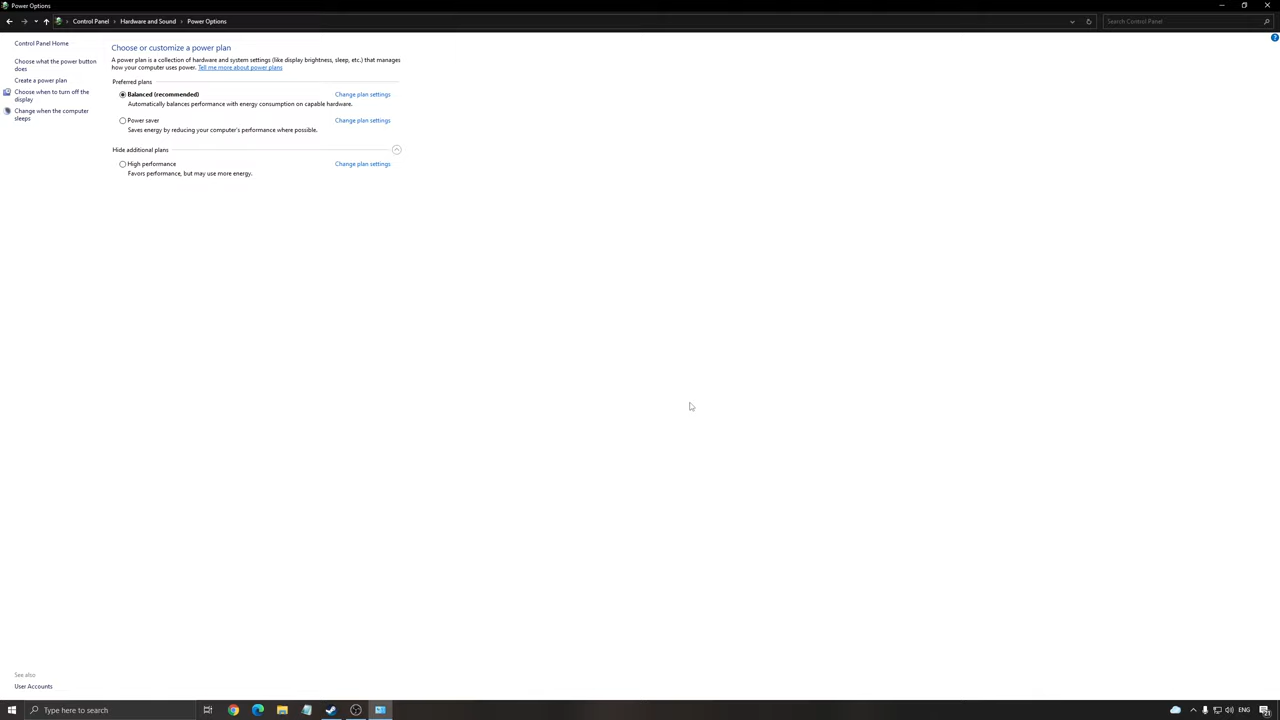 Power Options
Control Panel
Hardware and Sound
Power Options
Search Control Panel
Control Panel Home
Choose what the power button
does
Create a power plan
Choose when to turn off the
display
Change when the computer
sleeps
Choose or customize a power plan
A power plan is a collection of hardware and system settings (like display brightness, sleep, etc.) that manages
how your computer uses power. Tell me more about power plans
Preferred plans
Balanced (recommended)
Change plan settings
Automatically balances performance with energy consumption on capable hardware.
Power saver
Change plan settings
Saves energy by reducing your computer's performance where possible.
Hide additional plans
High performance
Change plan settings
Favors performance, but may use more energy.
See also
User Accounts
Type here to search
ENG